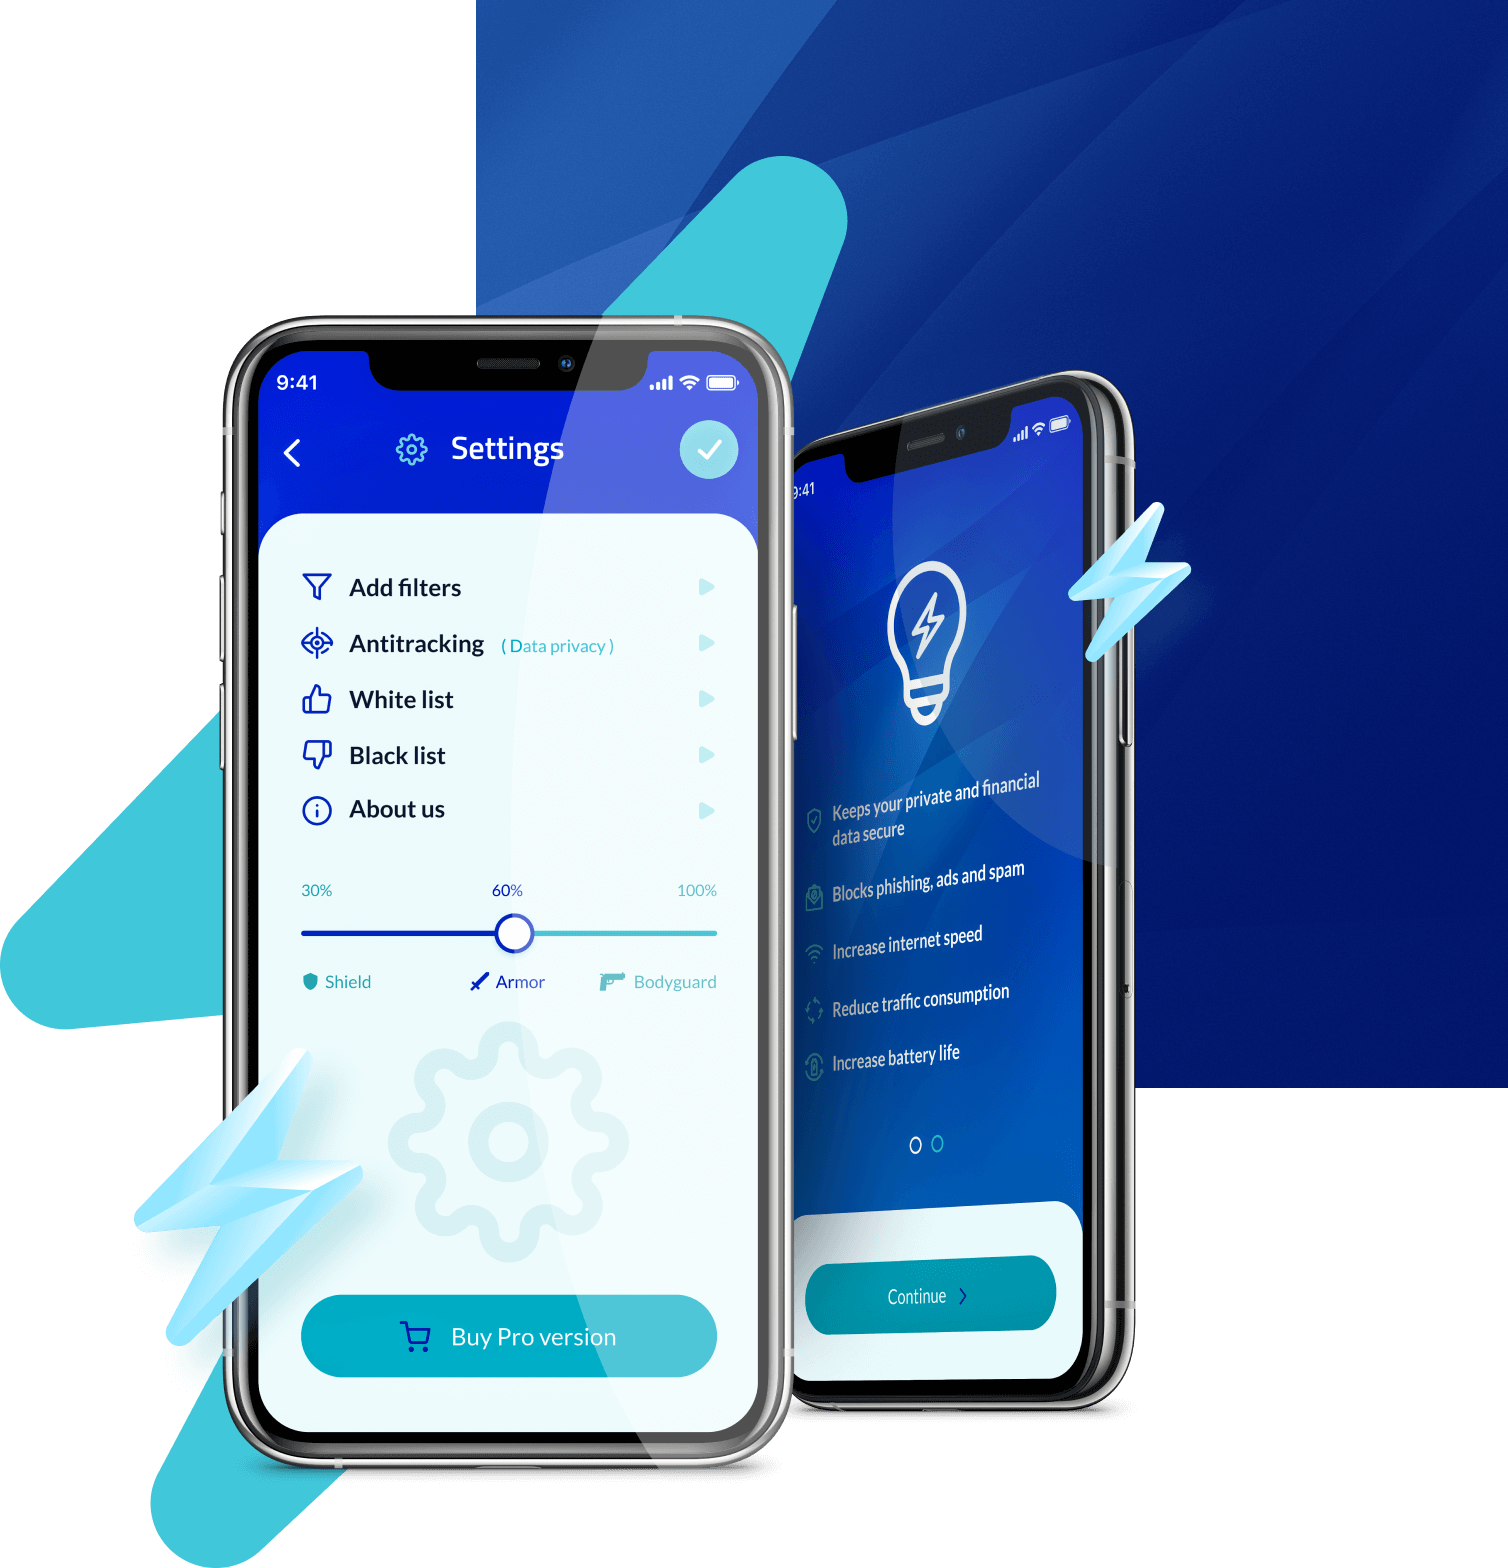 9:41
Settings
Add filters
Antitracking ( Data privacy )
White list
Black list
About us
30% 60% 100%
Shield Armor Bodyguard
Buy Pro version
9:41
Keeps your private and financial
data secure
Blocks phishing, ads and spam
Increase internet speed
Reduce traffic consumption
Increase battery life
Continue